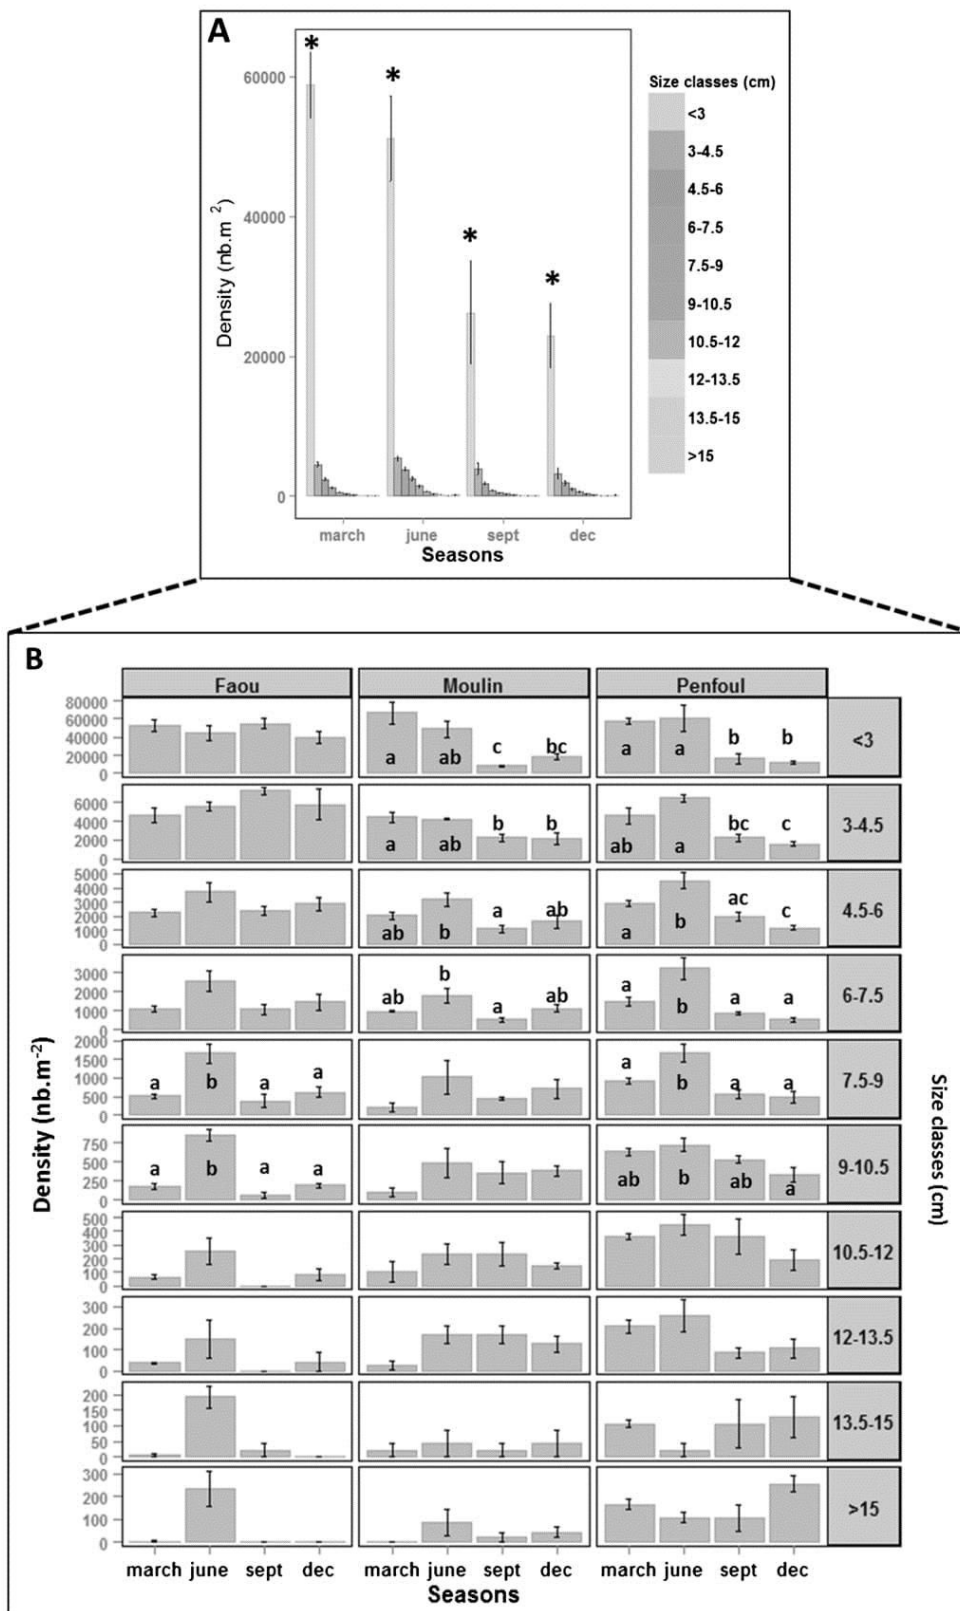 A
* * * *
60000
40000
20000
0
Density (nb.m ²)
march june sept dec
Seasons
Size classes (cm)
<3
3-4.5
4.5-6
6-7.5
7.5-9
9-10.5
10.5-12
12-13.5
13.5-15
>15
B
Faou Moulin Penfoul
80000
60000
40000
20000
0
a ab c bc
a a b b
<3
6000
4000
2000
0
a ab b b
ab a bc c
3-4.5
5000
4000
3000
2000
1000
0
ab b a ab
a b ac c
4.5-6
3000
2000
1000
0
ab b a ab
a b a a
6-7.5
2000
1500
1000
500
0
a b a a
a b a a
7.5-9
750
500
250
0
a b a a
ab b ab a
9-10.5
500
400
300
200
100
0
10.5-12
300
200
100
0
12-13.5
200
150
100
50
0
13.5-15
300
200
100
0
>15
Density (nb.m⁻²)
Size classes (cm)
march june sept dec march june sept dec march june sept dec
Seasons